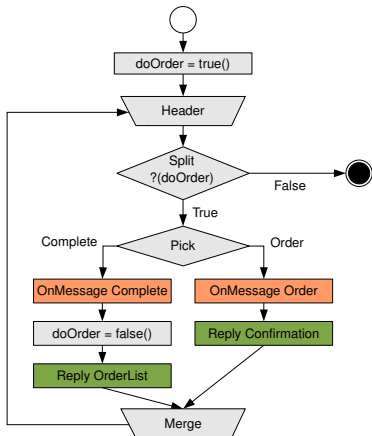 doOrder = true()
Header
Split
?(doOrder)
False
True
Complete
Pick
Order
OnMessage Complete
OnMessage Order
doOrder = false()
Reply Confirmation
Reply OrderList
Merge